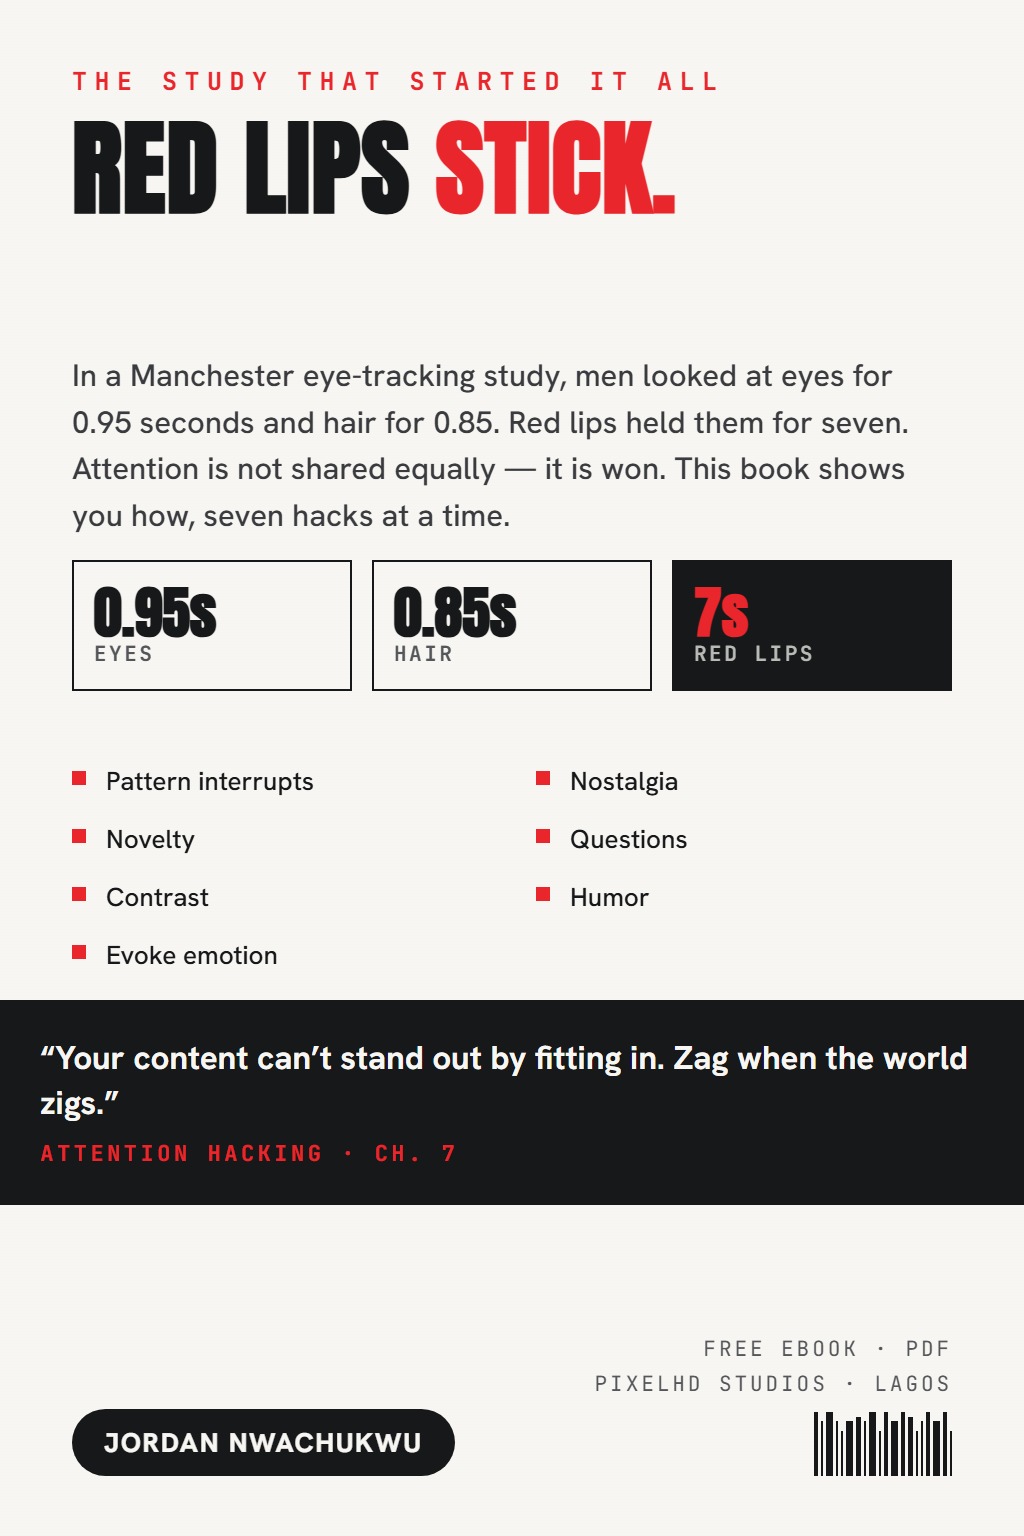 THE STUDY THAT STARTED IT ALL
RED LIPS STICK.
In a Manchester eye-tracking study, men looked at eyes for
0.95 seconds and hair for 0.85. Red lips held them for seven.
Attention is not shared equally — it is won. This book shows
you how, seven hacks at a time.
0.95s
EYES
0.85s
HAIR
7s
RED LIPS
Pattern interrupts
Novelty
Contrast
Evoke emotion
Nostalgia
Questions
Humor
“Your content can’t stand out by fitting in. Zag when the world
zigs.”
ATTENTION HACKING · CH. 7
FREE EBOOK · PDF
PIXELHD STUDIOS · LAGOS
JORDAN NWACHUKWU